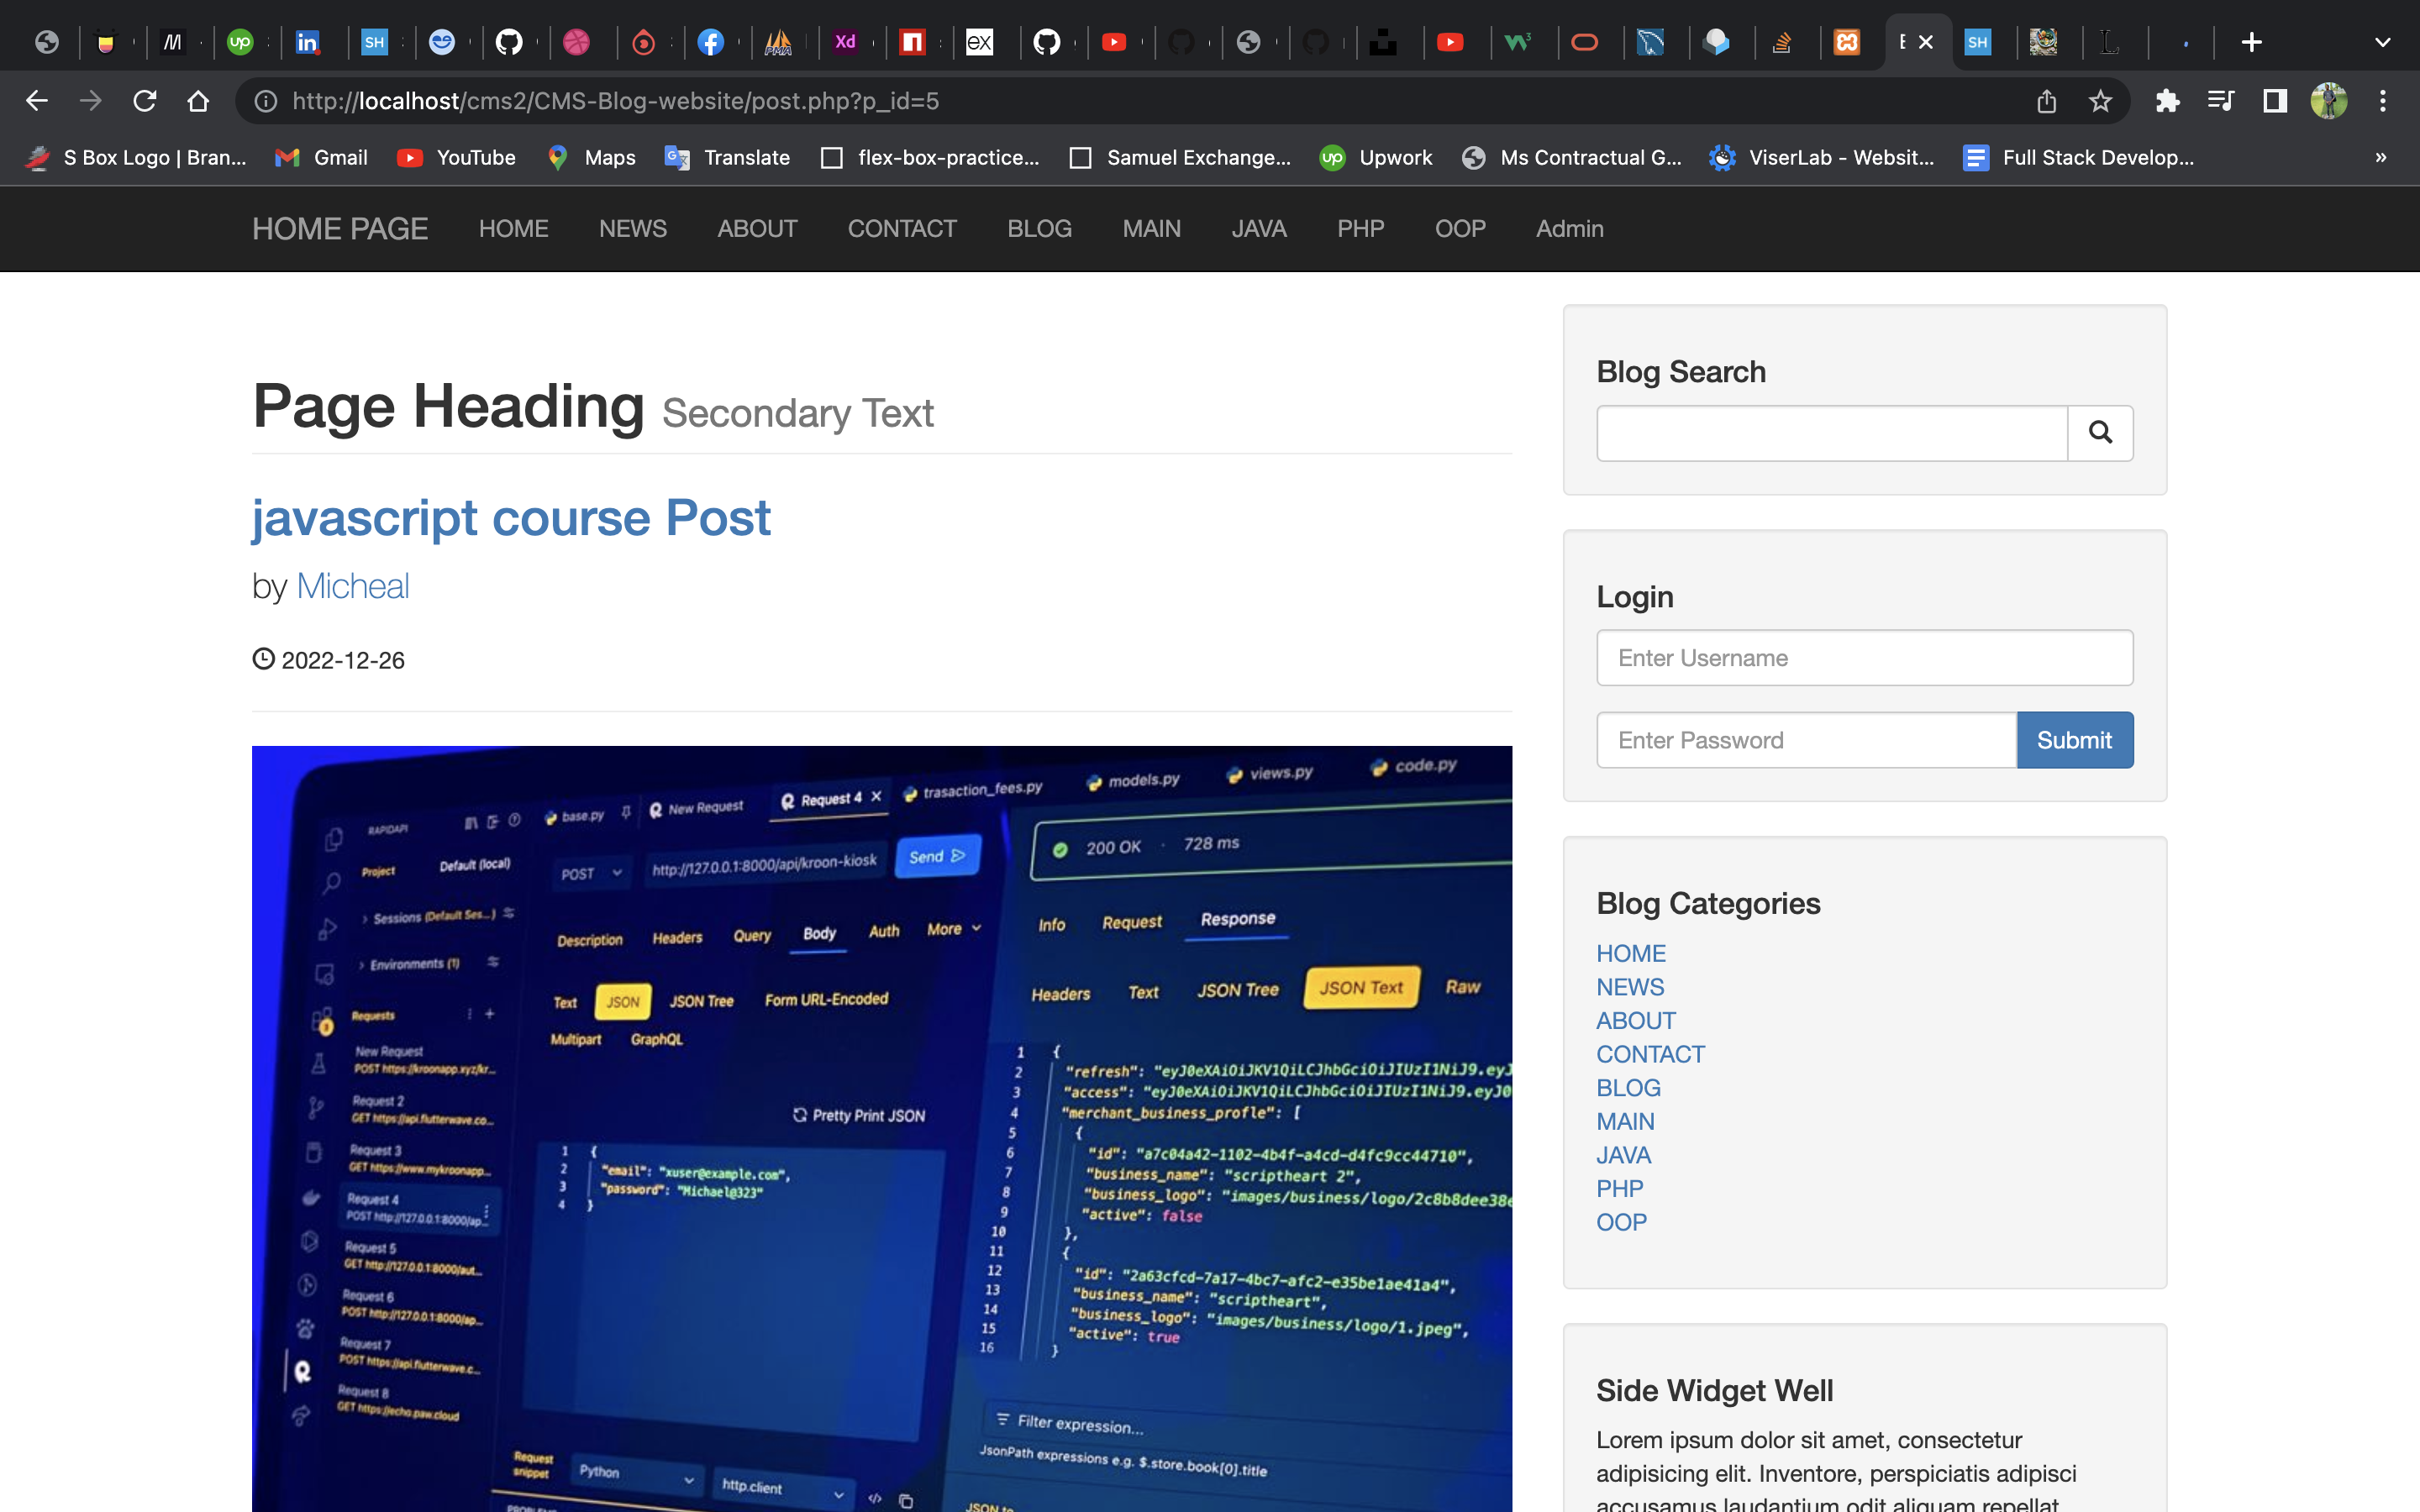 SH
Xd
ex
SH
http://localhost/cms2/CMS-Blog-website/post.php?p_id=5
S Box Logo | Bran...
Gmail
YouTube
Maps
Translate
flex-box-practice...
Samuel Exchange...
Upwork
Ms Contractual G...
ViserLab - Websit...
Full Stack Develop...
HOME PAGE
HOME
NEWS
ABOUT
CONTACT
BLOG
MAIN
JAVA
PHP
OOP
Admin
Page Heading Secondary Text
javascript course Post
by Micheal
2022-12-26
RAPIDAPI
base.py
New Request
Request 4
trasaction_fees.py
models.py
views.py
code.py
Project
Default (local)
POST
http://127.0.0.1:8000/api/kroon-kiosk
Send
200 OK · 728 ms
Sessions (Default Ses...)
Description
Headers
Query
Body
Auth
More
Info
Request
Response
Environments (1)
Text
JSON
JSON Tree
Form URL-Encoded
Headers
Text
JSON Tree
JSON Text
Raw
Requests
Multipart
GraphQL
New Request
POST https://kroonapp.xyz/kr...
Request 2
GET https://api.flutterwave.co...
Request 3
GET https://www.mykroonapp...
Request 4
POST http://127.0.0.1:8000/ap...
Request 5
GET http://127.0.0.1:8000/aut...
Request 6
POST http://127.0.0.1:8000/ap...
Request 7
POST https://api.flutterwave.c...
Request 8
GET https://echo.paw.cloud
Pretty Print JSON
1 {
2 "email": "xuser@example.com",
3 "password": "Michael@323"
4 }
1 {
2 "refresh": "eyJ0eXAiOiJKV1QiLCJhbGciOiJIUzI1NiJ9.eyJ
3 "access": "eyJ0eXAiOiJKV1QiLCJhbGciOiJIUzI1NiJ9.eyJ0
4 "merchant_business_profle": [
5 {
6 "id": "a7c04a42-1102-4b4f-a4cd-d4fc9cc44710",
7 "business_name": "scriptheart 2",
8 "business_logo": "images/business/logo/2c8b8dee38e
9 "active": false
10 },
11 {
12 "id": "2a63cfcd-7a17-4bc7-afc2-e35be1ae41a4",
13 "business_name": "scriptheart",
14 "business_logo": "images/business/logo/1.jpeg",
15 "active": true
16 }
Filter expression...
JsonPath expressions e.g. $.store.book[0].title
Request
snippet
Python
http.client
Blog Search
Login
Enter Username
Enter Password
Submit
Blog Categories
HOME
NEWS
ABOUT
CONTACT
BLOG
MAIN
JAVA
PHP
OOP
Side Widget Well
Lorem ipsum dolor sit amet, consectetur
adipisicing elit. Inventore, perspiciatis adipisci
accusamus laudantium odit aliquam repellat